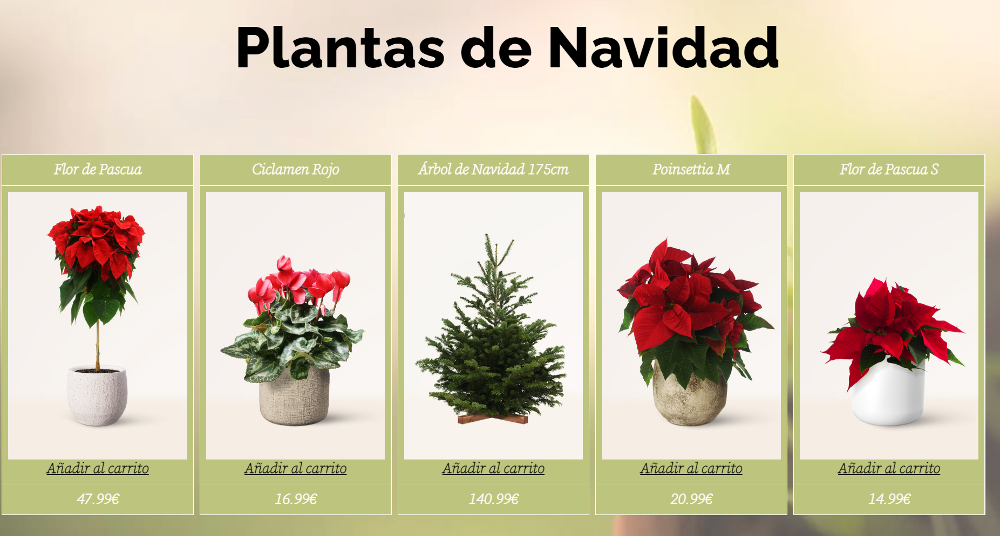 Plantas de Navidad
Flor de Pascua
Ciclamen Rojo
Árbol de Navidad 175cm
Poinsettia M
Flor de Pascua S
Añadir al carrito
Añadir al carrito
Añadir al carrito
Añadir al carrito
Añadir al carrito
47.99€
16.99€
140.99€
20.99€
14.99€